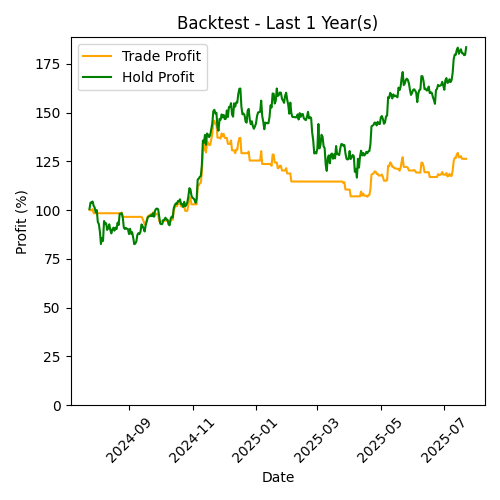 Backtest - Last 1 Year(s)
Trade Profit
Hold Profit
Profit (%)
175
150
125
100
75
50
25
0
2024-09
2024-11
2025-01
2025-03
2025-05
2025-07
Date